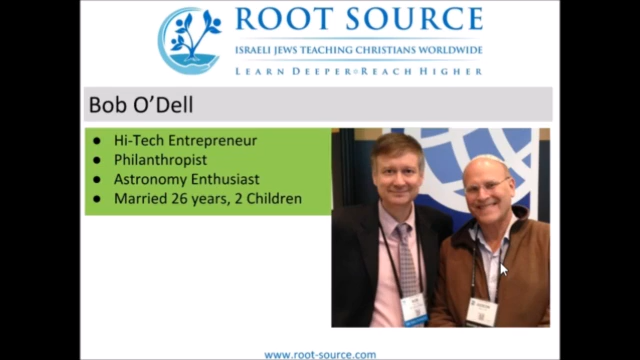 ROOT SOURCE
ISRAELI JEWS TEACHING CHRISTIANS WORLDWIDE
LEARN DEEPER REACH HIGHER
Bob O’Dell
● Hi-Tech Entrepreneur
● Philanthropist
● Astronomy Enthusiast
● Married 26 years, 2 Children
www.root-source.com